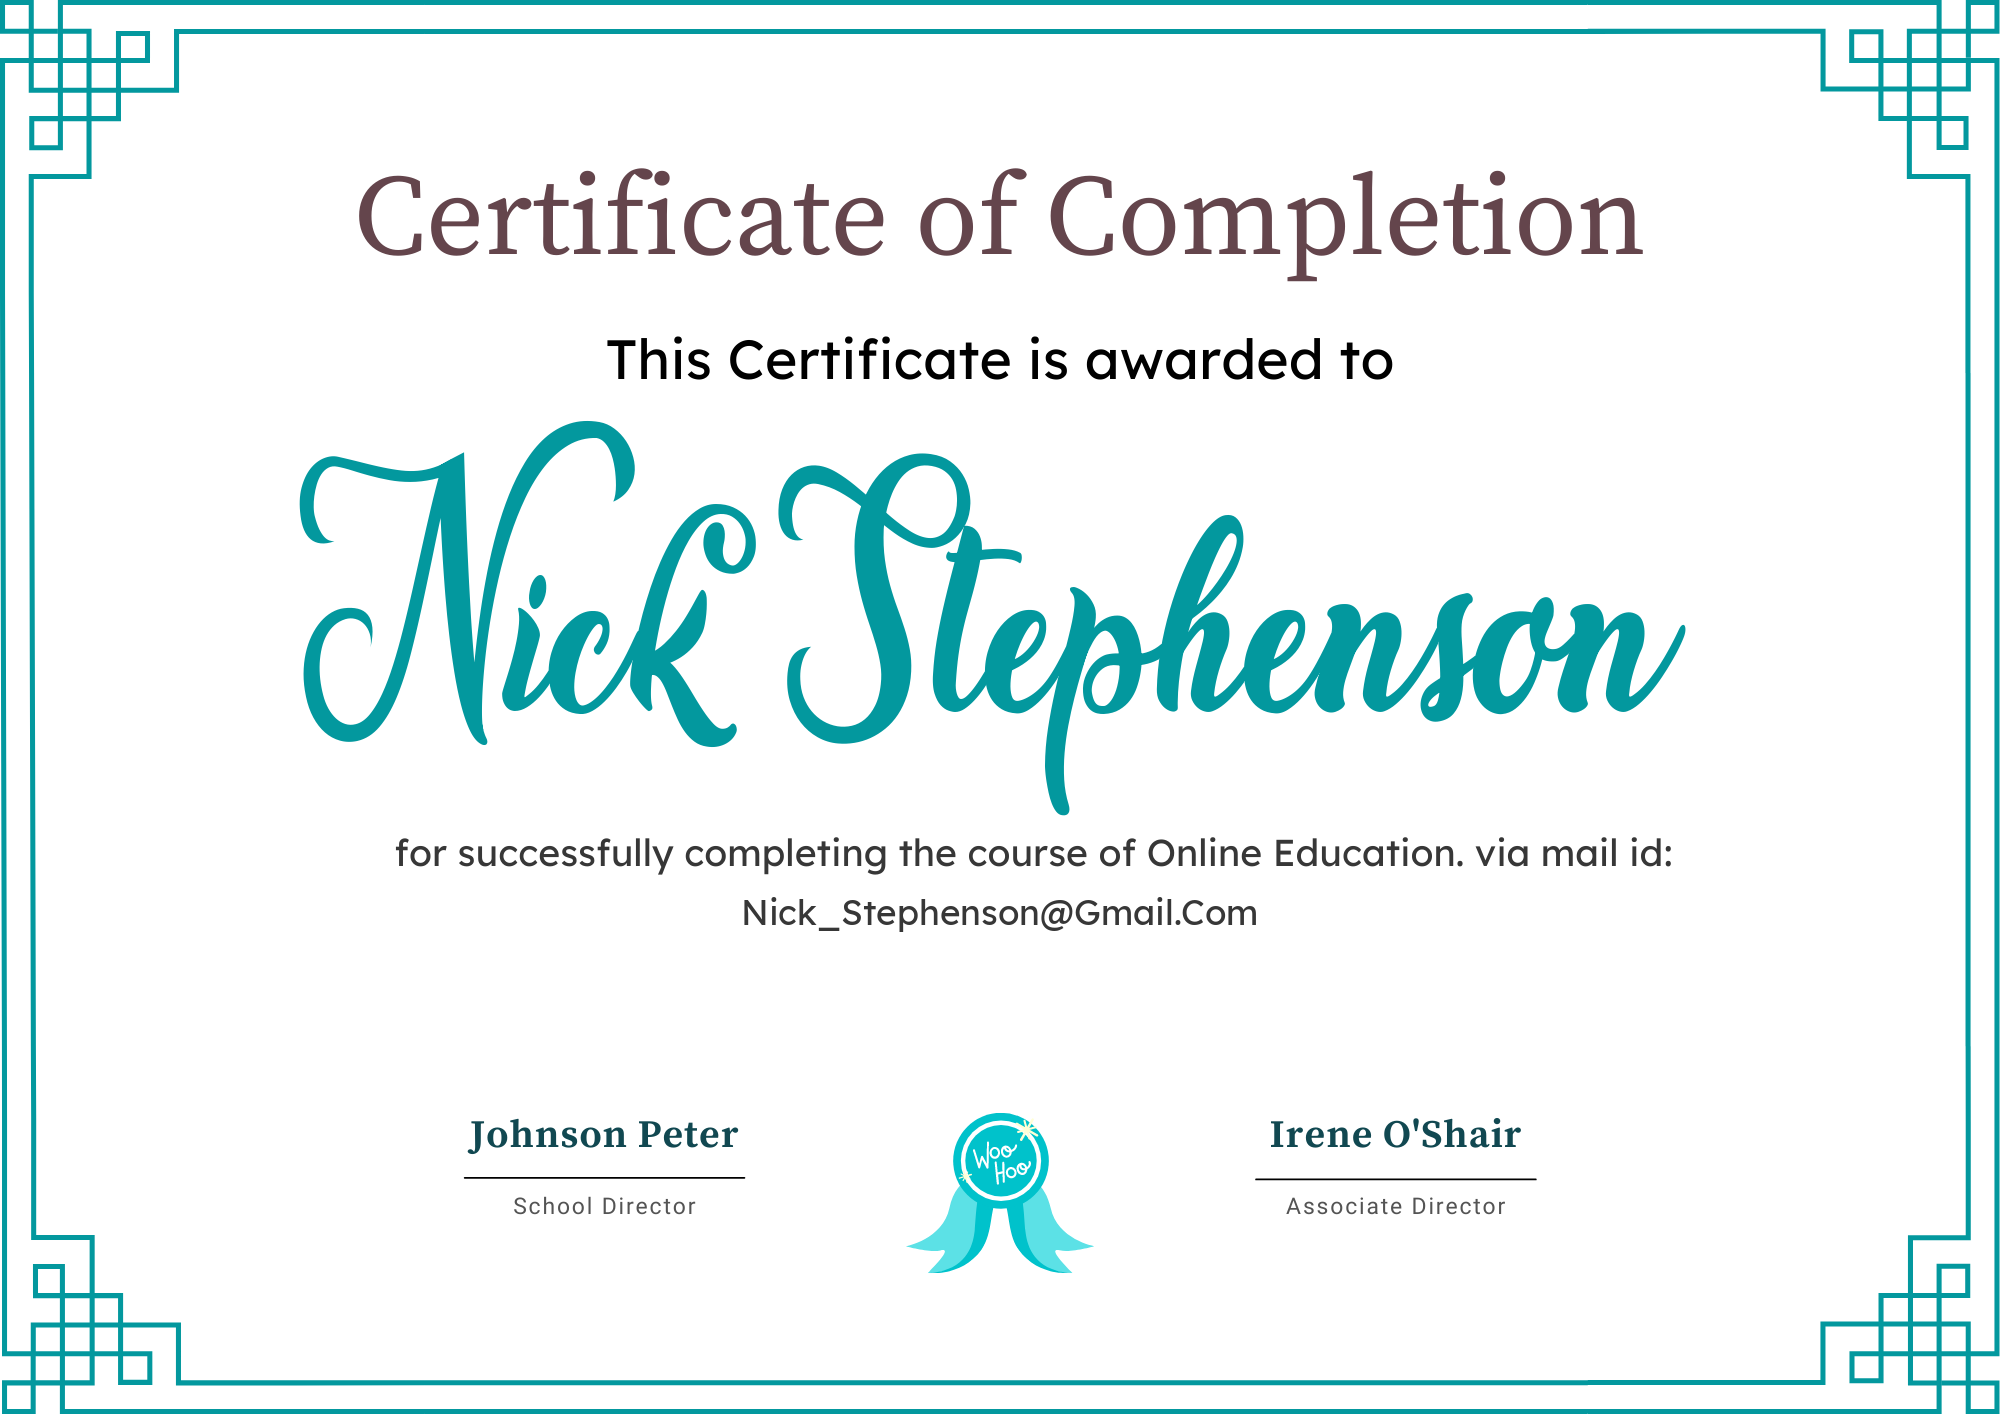 Certificate of Completion
This Certificate is awarded to
Nick Stephenson
for successfully completing the course of Online Education. via mail id:
Nick_Stephenson@Gmail.Com
Johnson Peter
School Director
Woo
Hoo
Irene O'Shair
Associate Director